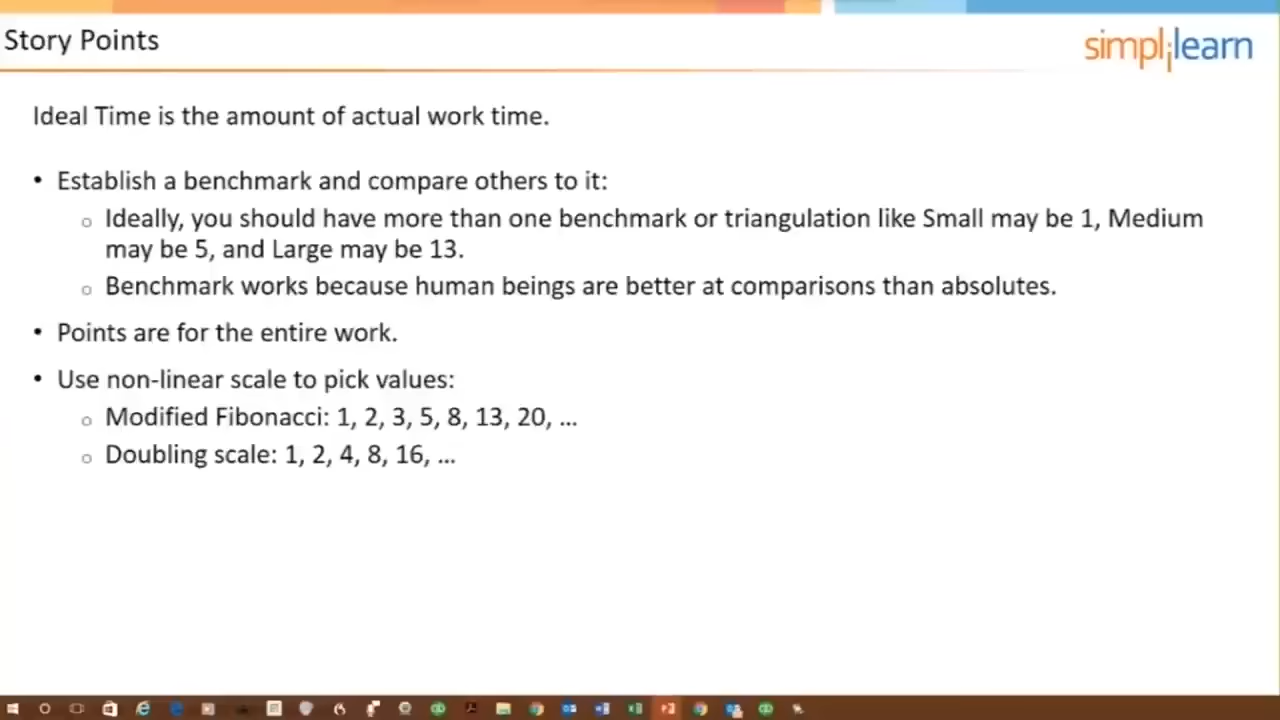 Story Points
simplilearn
Ideal Time is the amount of actual work time.
• Establish a benchmark and compare others to it:
o Ideally, you should have more than one benchmark or triangulation like Small may be 1, Medium
may be 5, and Large may be 13.
o Benchmark works because human beings are better at comparisons than absolutes.
• Points are for the entire work.
• Use non-linear scale to pick values:
o Modified Fibonacci: 1, 2, 3, 5, 8, 13, 20, ...
o Doubling scale: 1, 2, 4, 8, 16, ...